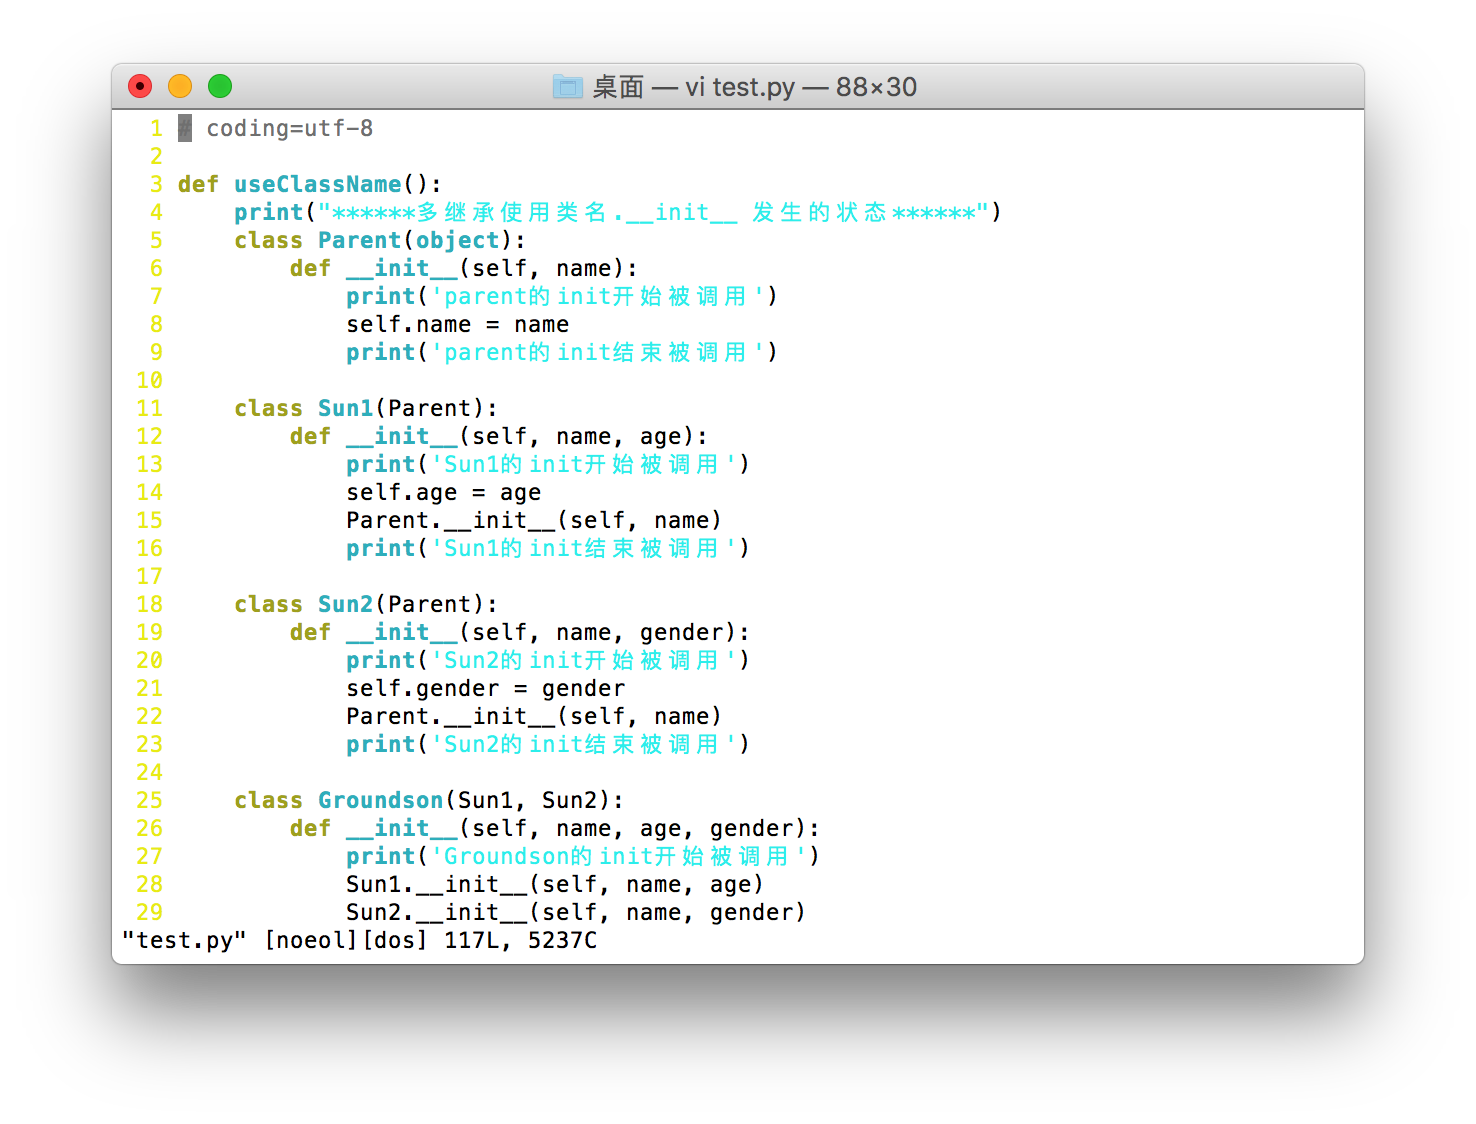 桌面 — vi test.py — 88×30
1 # coding=utf-8
2
3 def useClassName():
4     print("******多继承使用类名.__init__ 发生的状态******")
5     class Parent(object):
6         def __init__(self, name):
7             print('parent的init开始被调用')
8             self.name = name
9             print('parent的init结束被调用')
10
11     class Sun1(Parent):
12         def __init__(self, name, age):
13             print('Sun1的init开始被调用')
14             self.age = age
15             Parent.__init__(self, name)
16             print('Sun1的init结束被调用')
17
18     class Sun2(Parent):
19         def __init__(self, name, gender):
20             print('Sun2的init开始被调用')
21             self.gender = gender
22             Parent.__init__(self, name)
23             print('Sun2的init结束被调用')
24
25     class Groundson(Sun1, Sun2):
26         def __init__(self, name, age, gender):
27             print('Groundson的init开始被调用')
28             Sun1.__init__(self, name, age)
29             Sun2.__init__(self, name, gender)
"test.py" [noeol][dos] 117L, 5237C